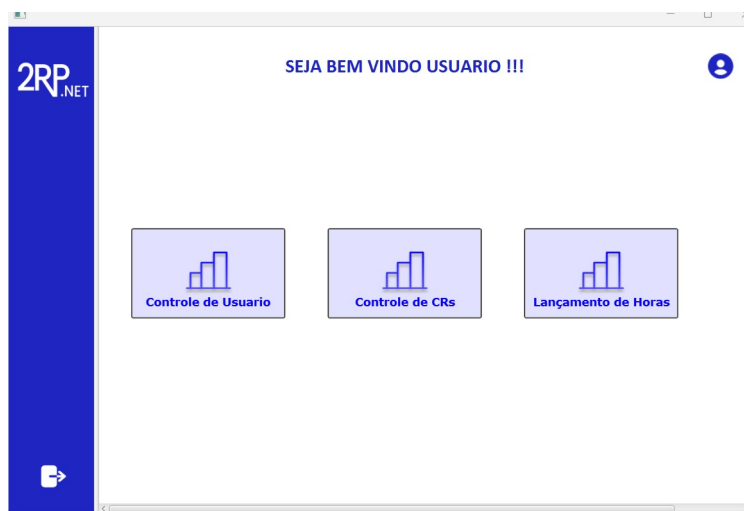 2RP
.NET
SEJA BEM VINDO USUARIO !!!
Controle de Usuario
Controle de CRs
Lançamento de Horas